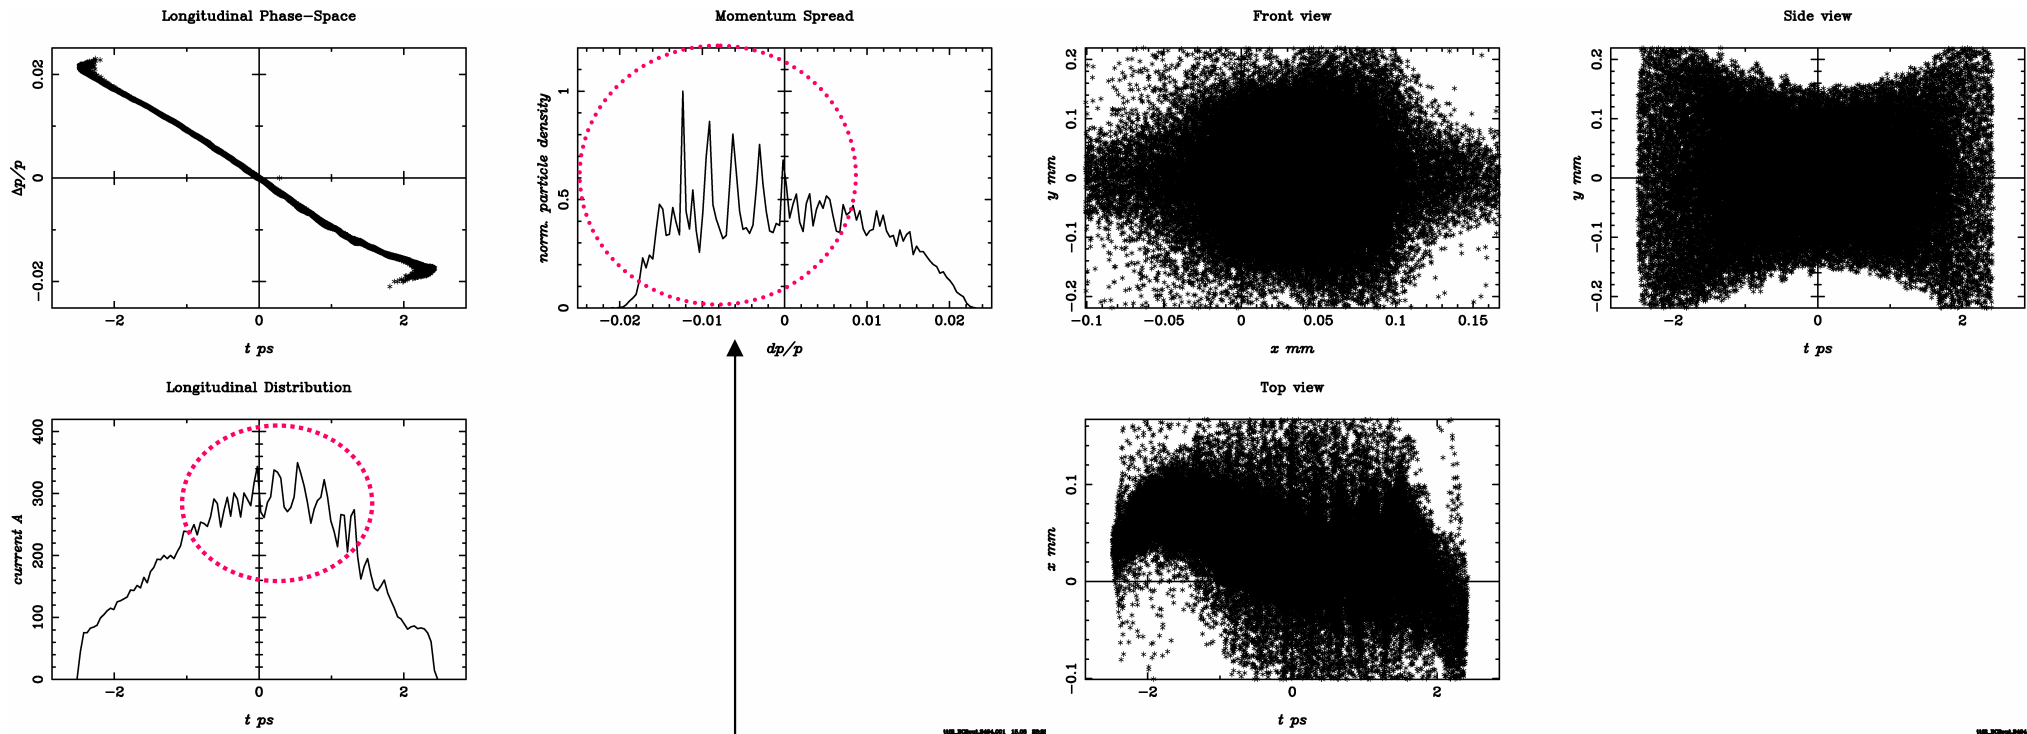 Longitudinal Phase-Space
Δp/p
0.02
0
-0.02
-2
0
2
t ps
Momentum Spread
norm. particle density
1
0.5
0
-0.02
-0.01
0
0.01
0.02
dp/p
Front view
y mm
0.2
0.1
0
-0.1
-0.2
-0.1
-0.05
0
0.05
0.1
0.15
x mm
Side view
y mm
0.2
0.1
0
-0.1
-0.2
-2
0
2
t ps
Longitudinal Distribution
current A
400
300
200
100
0
-2
0
2
t ps
Top view
x mm
0.1
0
-0.1
-2
0
2
t ps